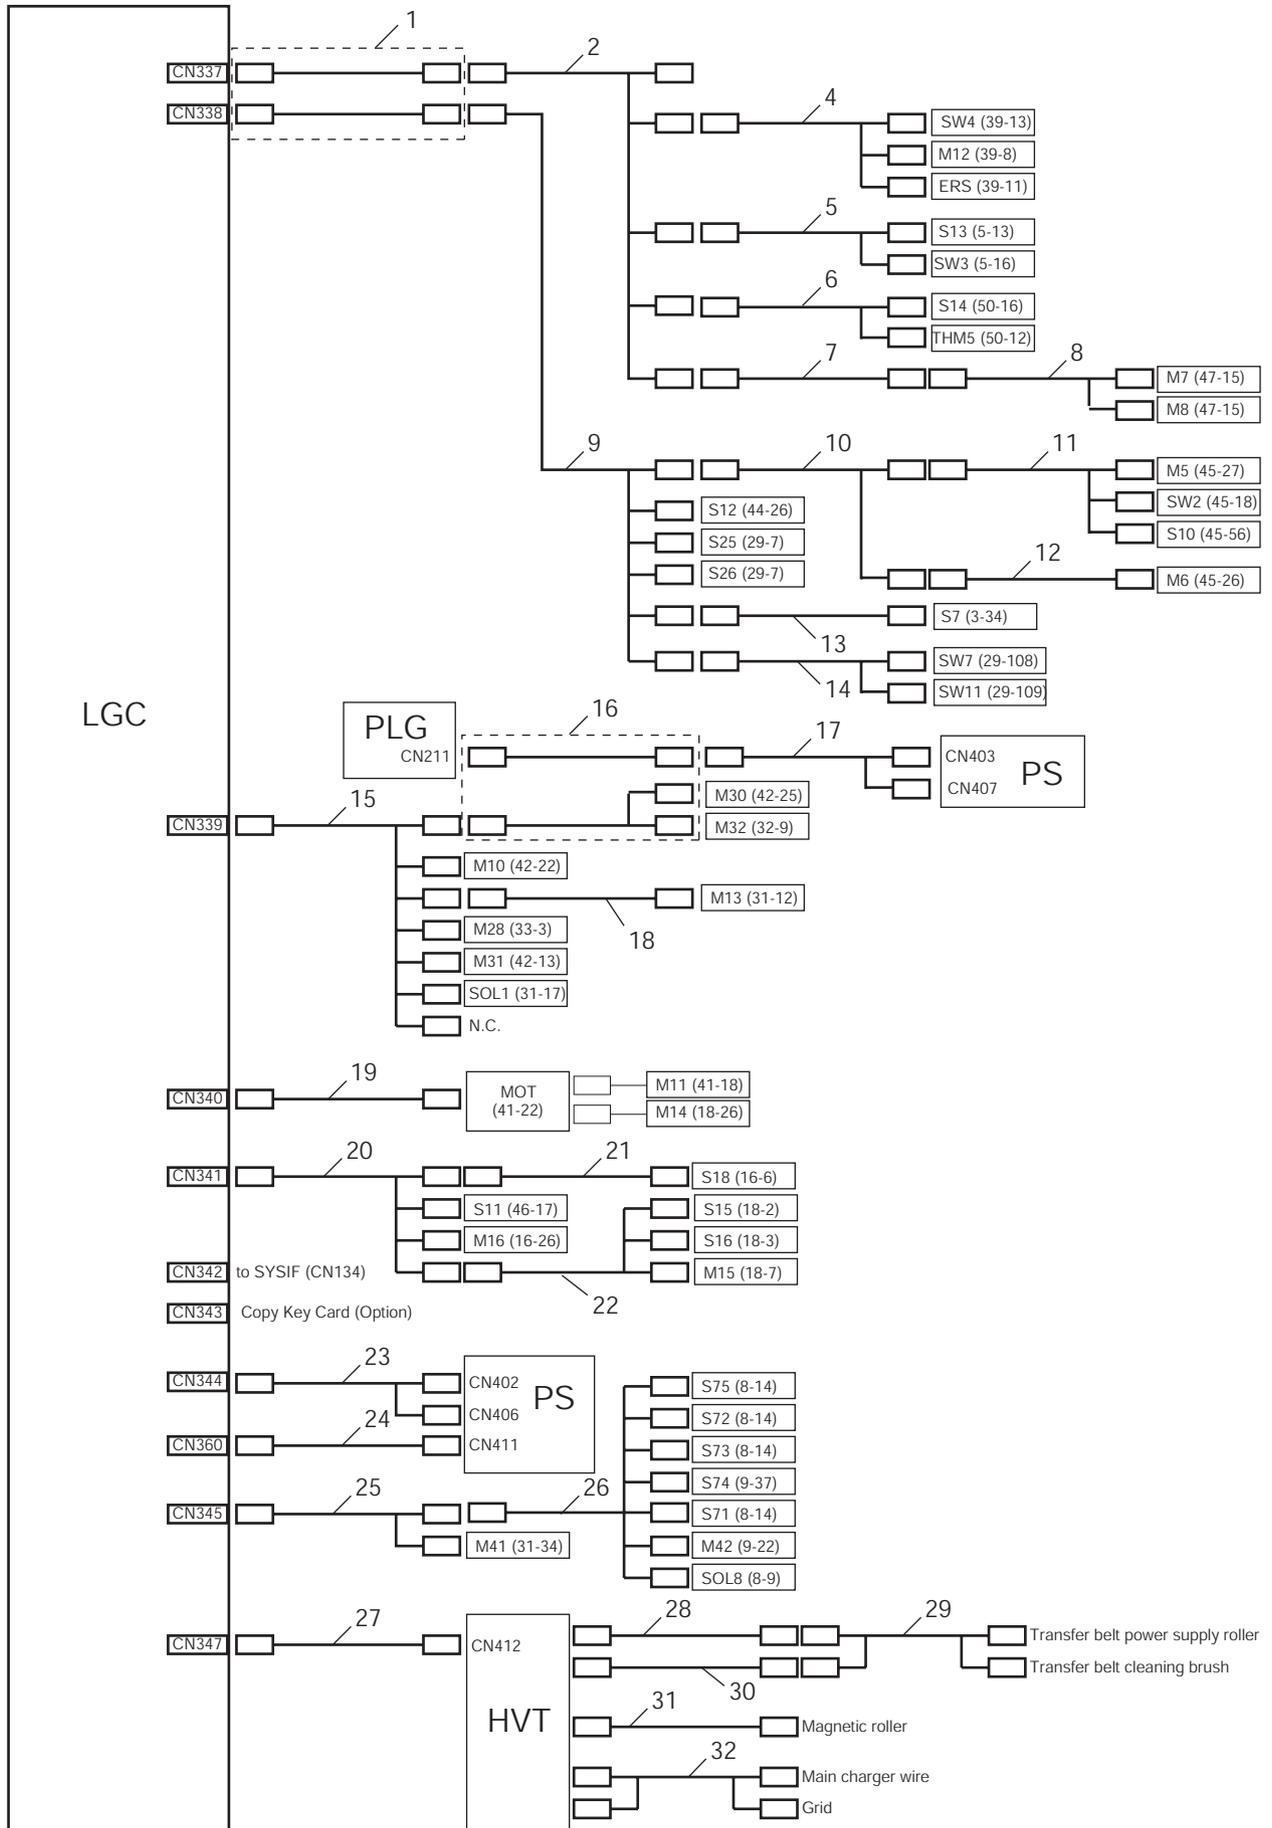 1
CN337
2
CN338
4
SW4 (39-13)
M12 (39-8)
ERS (39-11)
5
S13 (5-13)
SW3 (5-16)
6
S14 (50-16)
THM5 (50-12)
7
8
M7 (47-15)
M8 (47-15)
9
10
11
M5 (45-27)
S12 (44-26)
SW2 (45-18)
S25 (29-7)
S10 (45-56)
S26 (29-7)
12
M6 (45-26)
S7 (3-34)
13
SW7 (29-108)
14
SW11 (29-109)
LGC
PLG
CN211
16
17
CN403
CN407
PS
M30 (42-25)
M32 (32-9)
CN339
15
M10 (42-22)
M13 (31-12)
18
M28 (33-3)
M31 (42-13)
SOL1 (31-17)
N.C.
CN340
19
MOT
(41-22)
M11 (41-18)
M14 (18-26)
CN341
20
21
S18 (16-6)
S11 (46-17)
S15 (18-2)
M16 (16-26)
S16 (18-3)
CN342 to SYSIF (CN134)
M15 (18-7)
22
CN343 Copy Key Card (Option)
CN344
23
CN402
CN406
PS
CN360
24
CN411
S75 (8-14)
S72 (8-14)
S73 (8-14)
S74 (9-37)
CN345
25
26
S71 (8-14)
M41 (31-34)
M42 (9-22)
SOL8 (8-9)
CN347
27
CN412
HVT
28
29
Transfer belt power supply roller
Transfer belt cleaning brush
30
31
Magnetic roller
32
Main charger wire
Grid